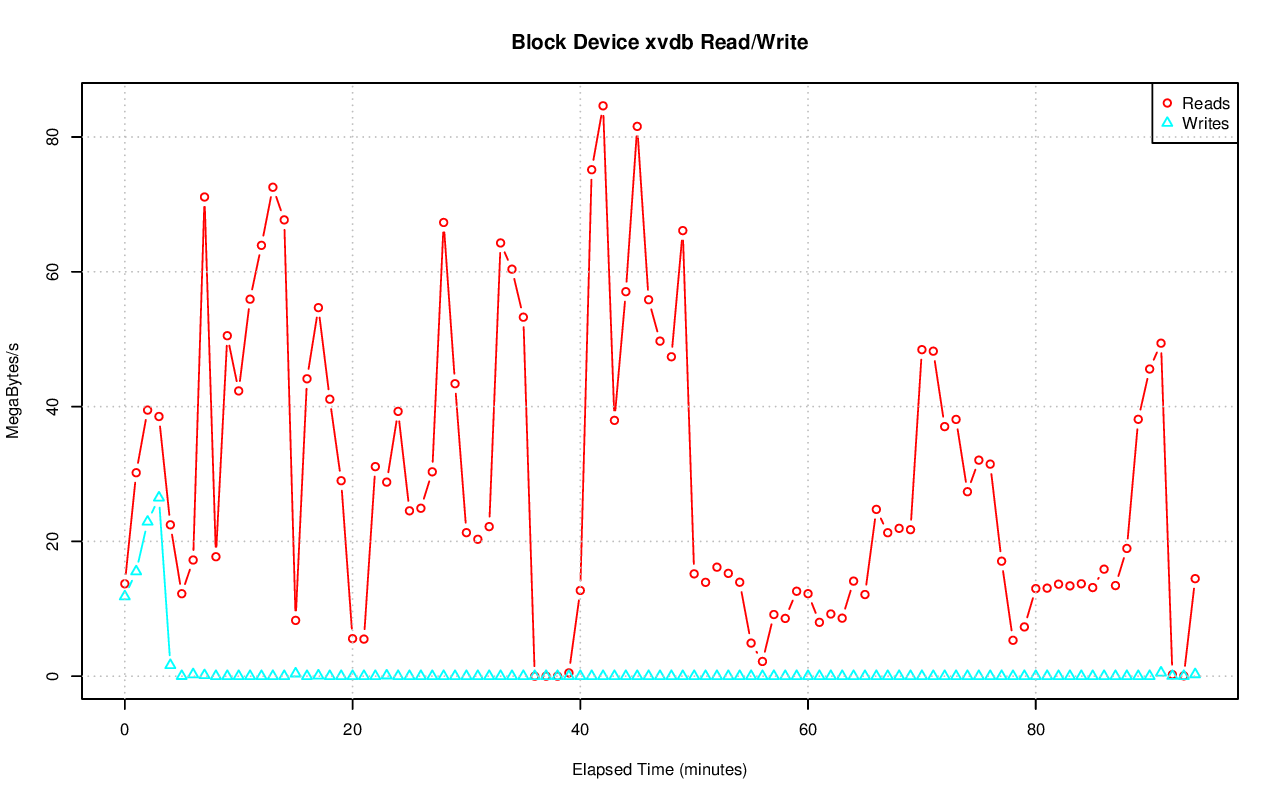 Block Device xvdb Read/Write
Reads
Writes
MegaBytes/s
80
60
40
20
0
0 20 40 60 80
Elapsed Time (minutes)